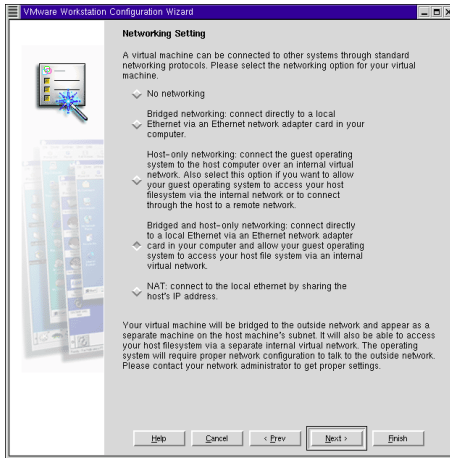 VMware Workstation Configuration Wizard
Networking Setting
A virtual machine can be connected to other systems through standard
networking protocols. Please select the networking option for your virtual
machine.
No networking
Bridged networking: connect directly to a local
Ethernet via an Ethernet network adapter card in your
computer.
Host-only networking: connect the guest operating
system to the host computer over an internal virtual
network. Also select this option if you want to allow
your guest operating system to access your host
filesystem via the internal network or to connect
through the host to a remote network.
Bridged and host-only networking: connect directly
to a local Ethernet via an Ethernet network adapter
card in your computer and allow your guest operating
system to access your host file system via an internal
virtual network.
NAT: connect to the local ethernet by sharing the
host's IP address.
Your virtual machine will be bridged to the outside network and appear as a
separate machine on the host machine's subnet. It will also be able to access
your host filesystem via a separate internal virtual network. The operating
system will require proper network configuration to talk to the outside network.
Please contact your network administrator to get proper settings.
Help Cancel < Prev Next > Finish